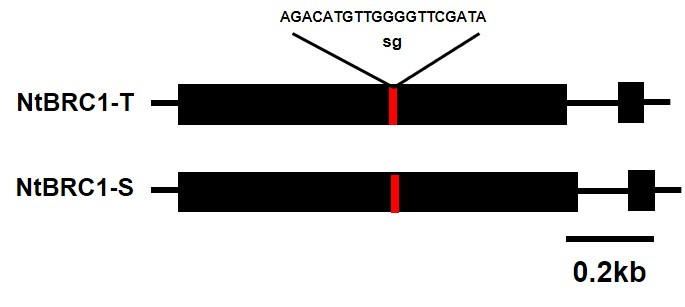 AGACATGTTGGGGTTCGATA
sg
NtBRC1-T
NtBRC1-S
0.2kb